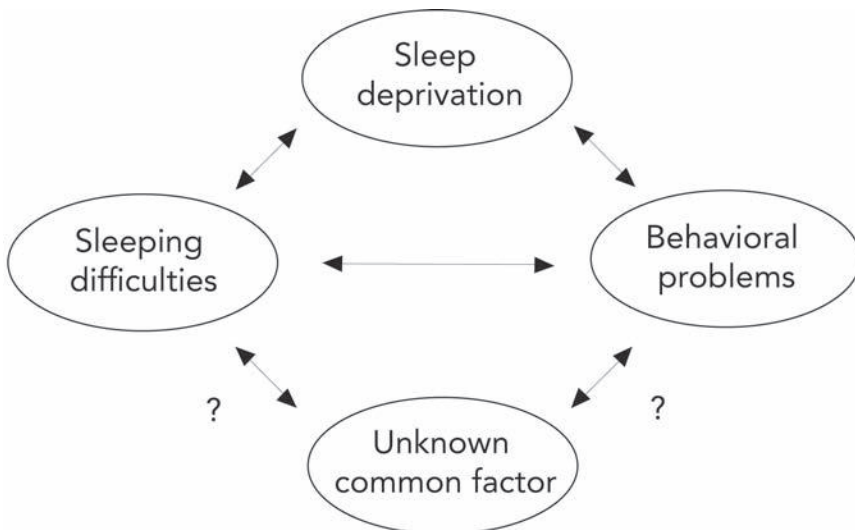 Sleep
deprivation
Sleeping
difficulties
Behavioral
problems
?
?
Unknown
common factor